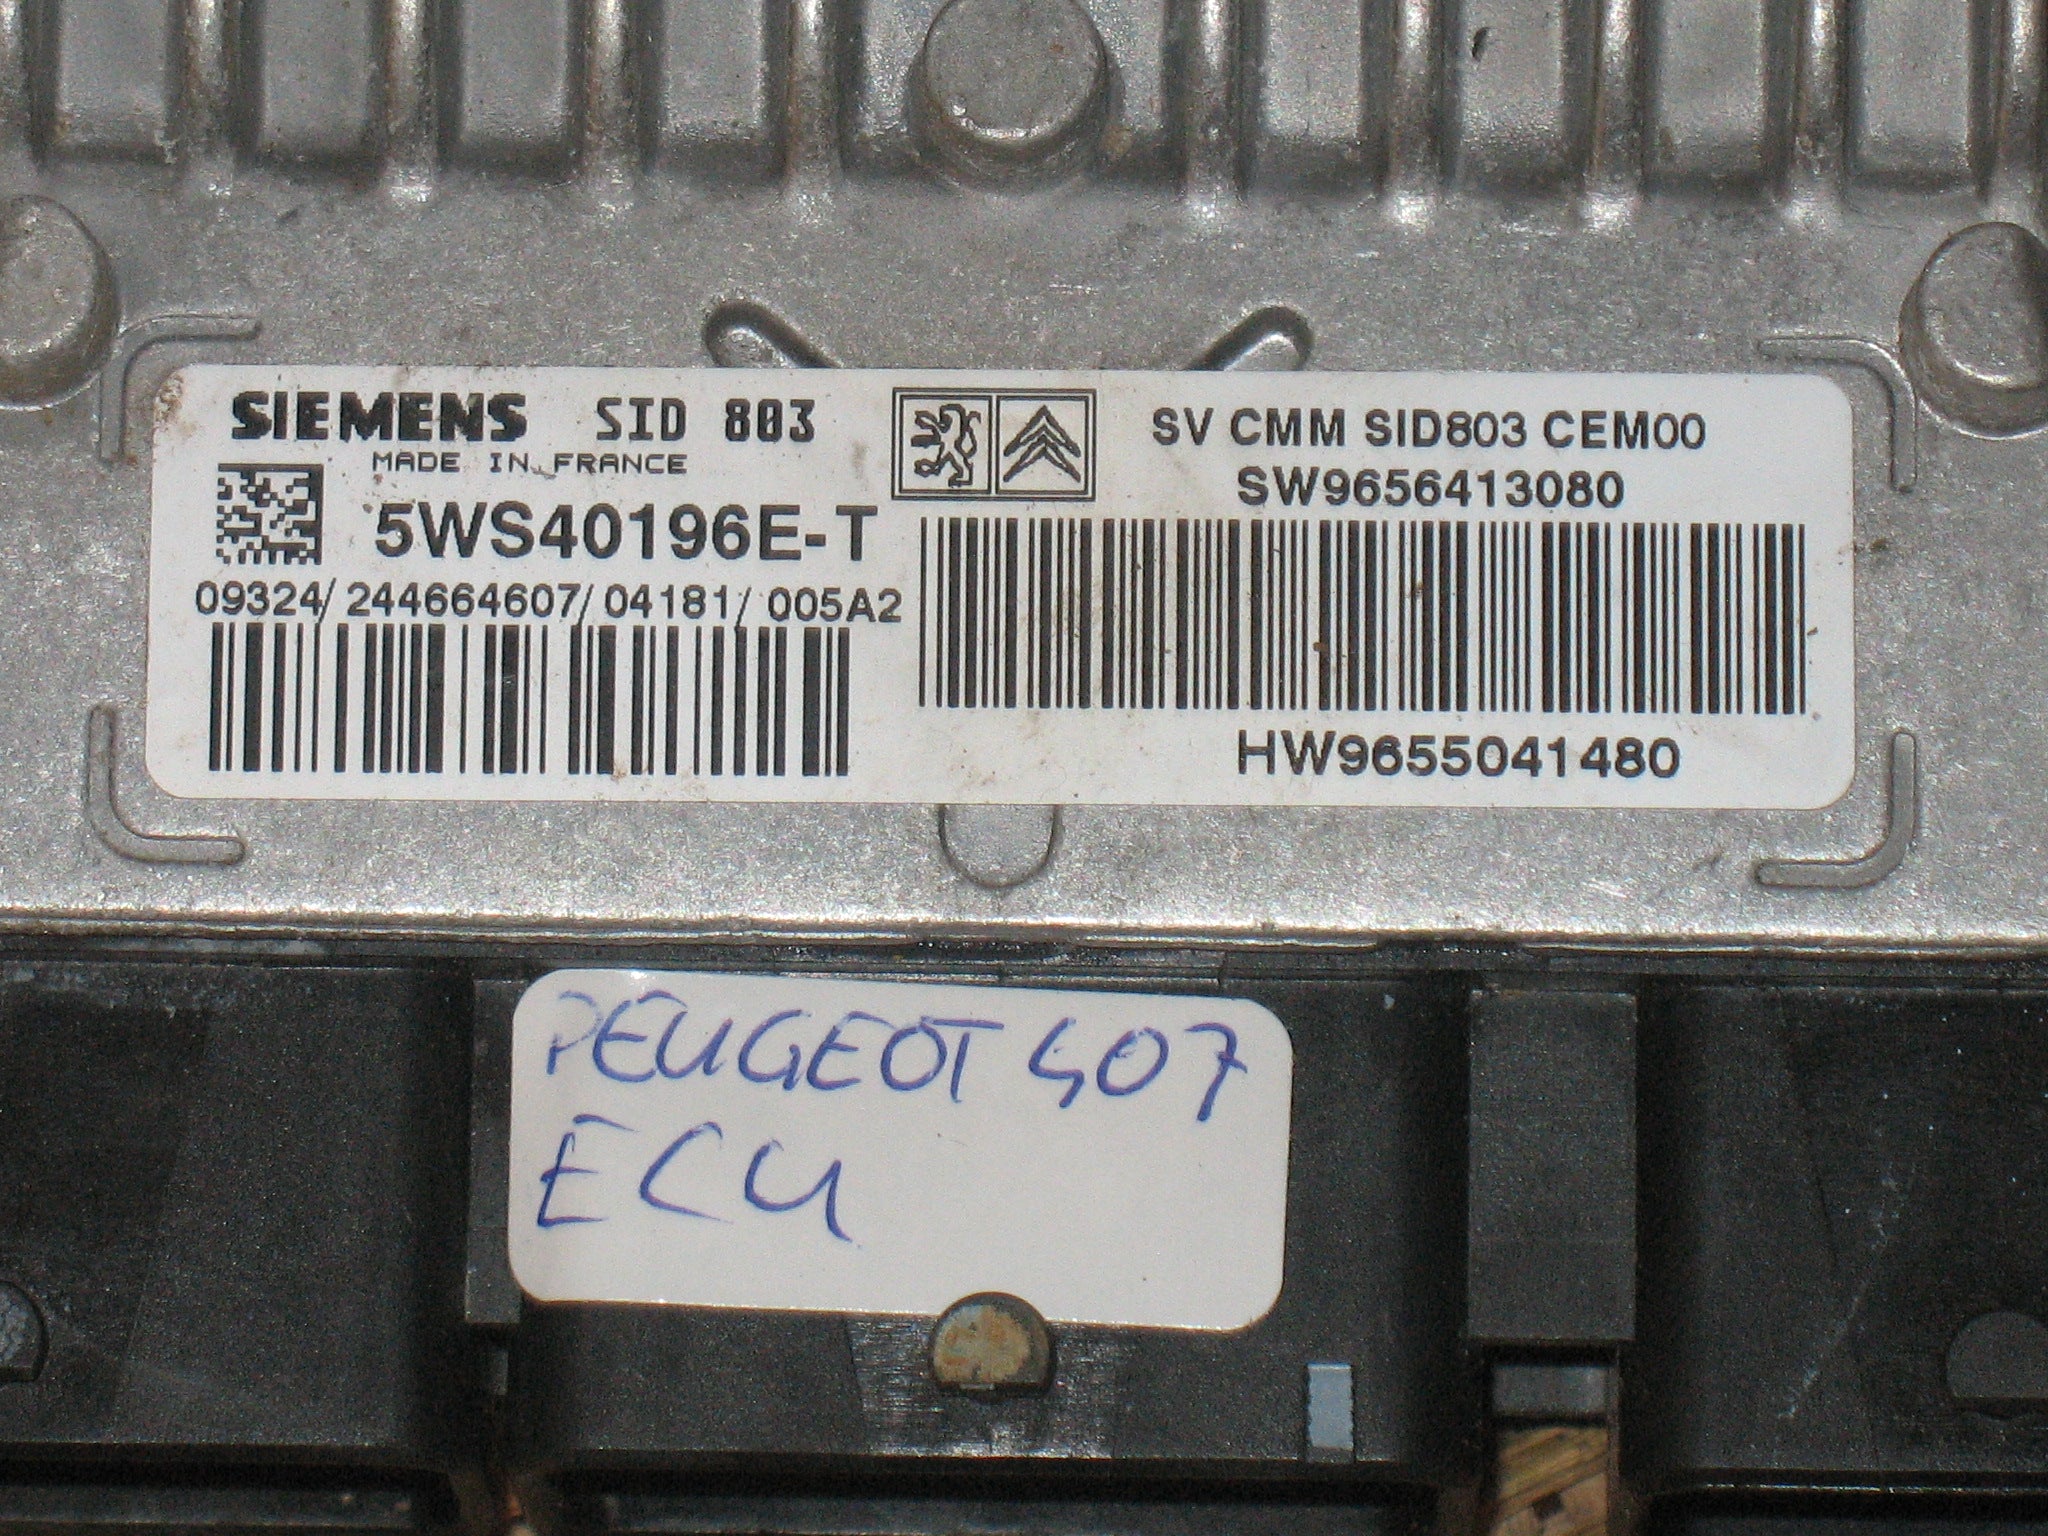 SIEMENS SID 803
MADE IN FRANCE
5WS40196E-T
09324/244664607/04181/005A2
SV CMM SID803 CEM00
SW9656413080
HW9655041480
PEUGEOT 407
ECU